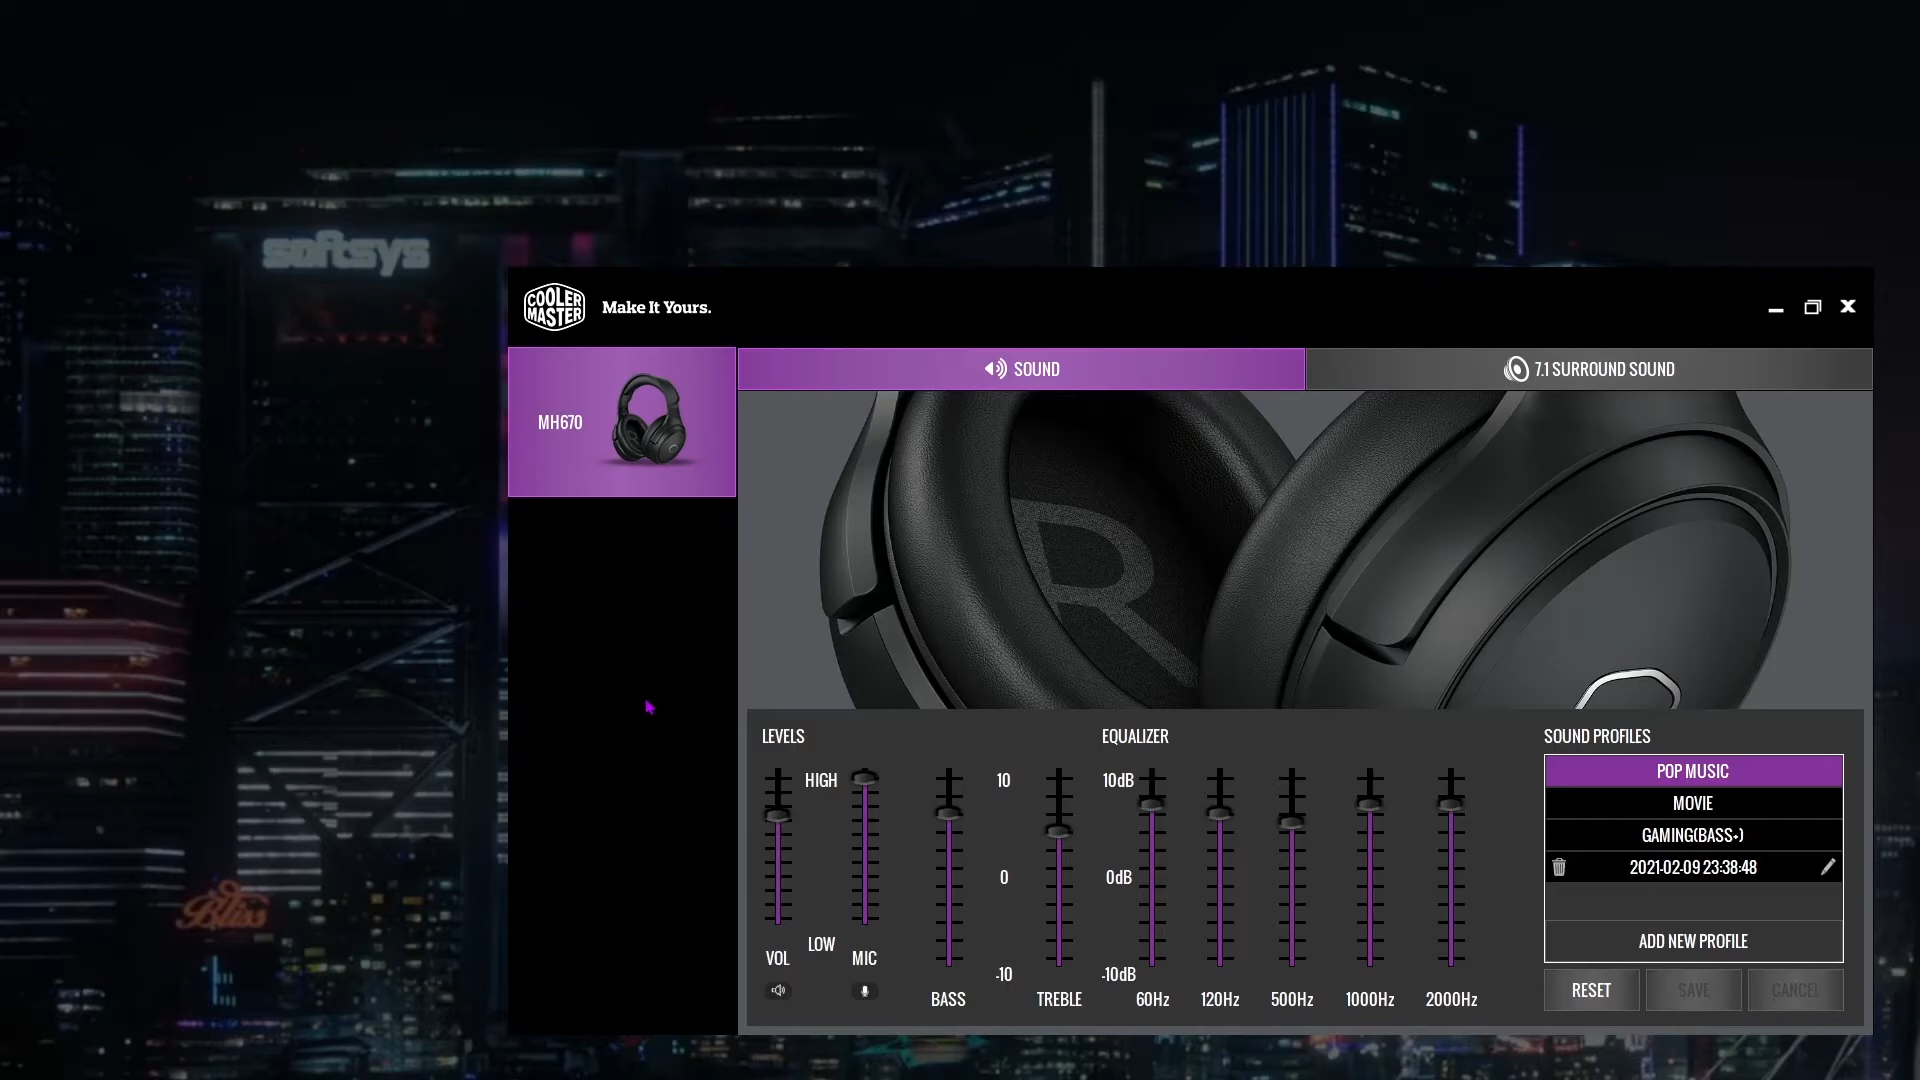 softsys
COOLER MASTER
Make It Yours.
SOUND
7.1 SURROUND SOUND
MH670
R
LEVELS
EQUALIZER
SOUND PROFILES
HIGH
10
10dB
POP MUSIC
MOVIE
GAMING(BASS+)
0
0dB
2021-02-09 23:38:48
Bliss
LOW
ADD NEW PROFILE
VOL
MIC
-10
-10dB
RESET
SAVE
CANCEL
BASS
TREBLE
60Hz
120Hz
500Hz
1000Hz
2000Hz